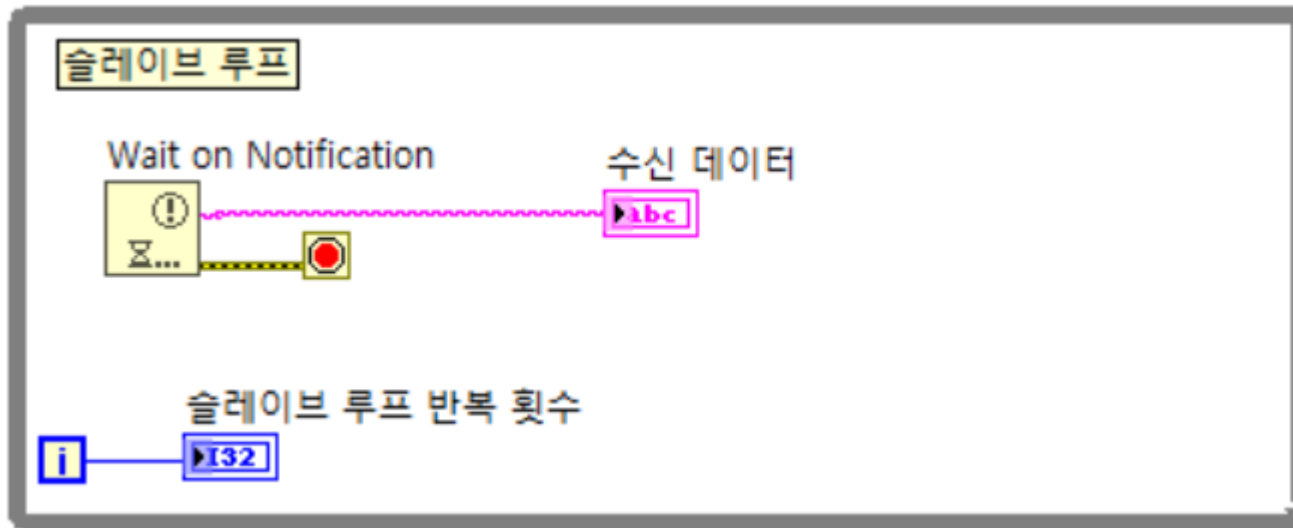 슬레이브 루프
Wait on Notification
수신 데이터
abc
슬레이브 루프 반복 횟수
i
I32